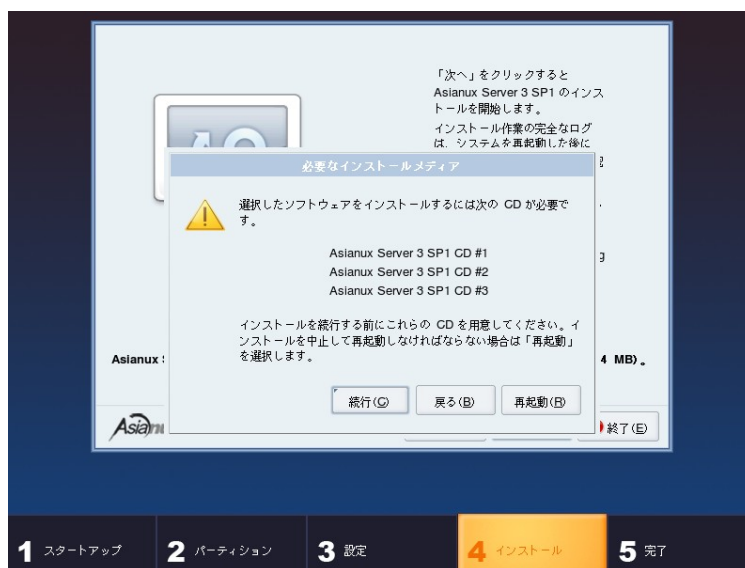 「次へ」をクリックすると
Asianux Server 3 SP1 のインス
トールを開始します。
インストール作業の完全なログ
は、システムを再起動した後に
必要なインストールメディア
選択したソフトウェアをインストールするには次の CD が必要で
す。
Asianux Server 3 SP1 CD #1
Asianux Server 3 SP1 CD #2
Asianux Server 3 SP1 CD #3
インストールを続行する前にこれらの CD を用意してください。イ
ンストールを中止して再起動しなければならない場合は「再起動」
を選択します。
Asianux
4 MB)。
続行(C) 戻る(B) 再起動(R)
終了(E)
1 スタートアップ 2 パーティション 3 設定 4 インストール 5 完了